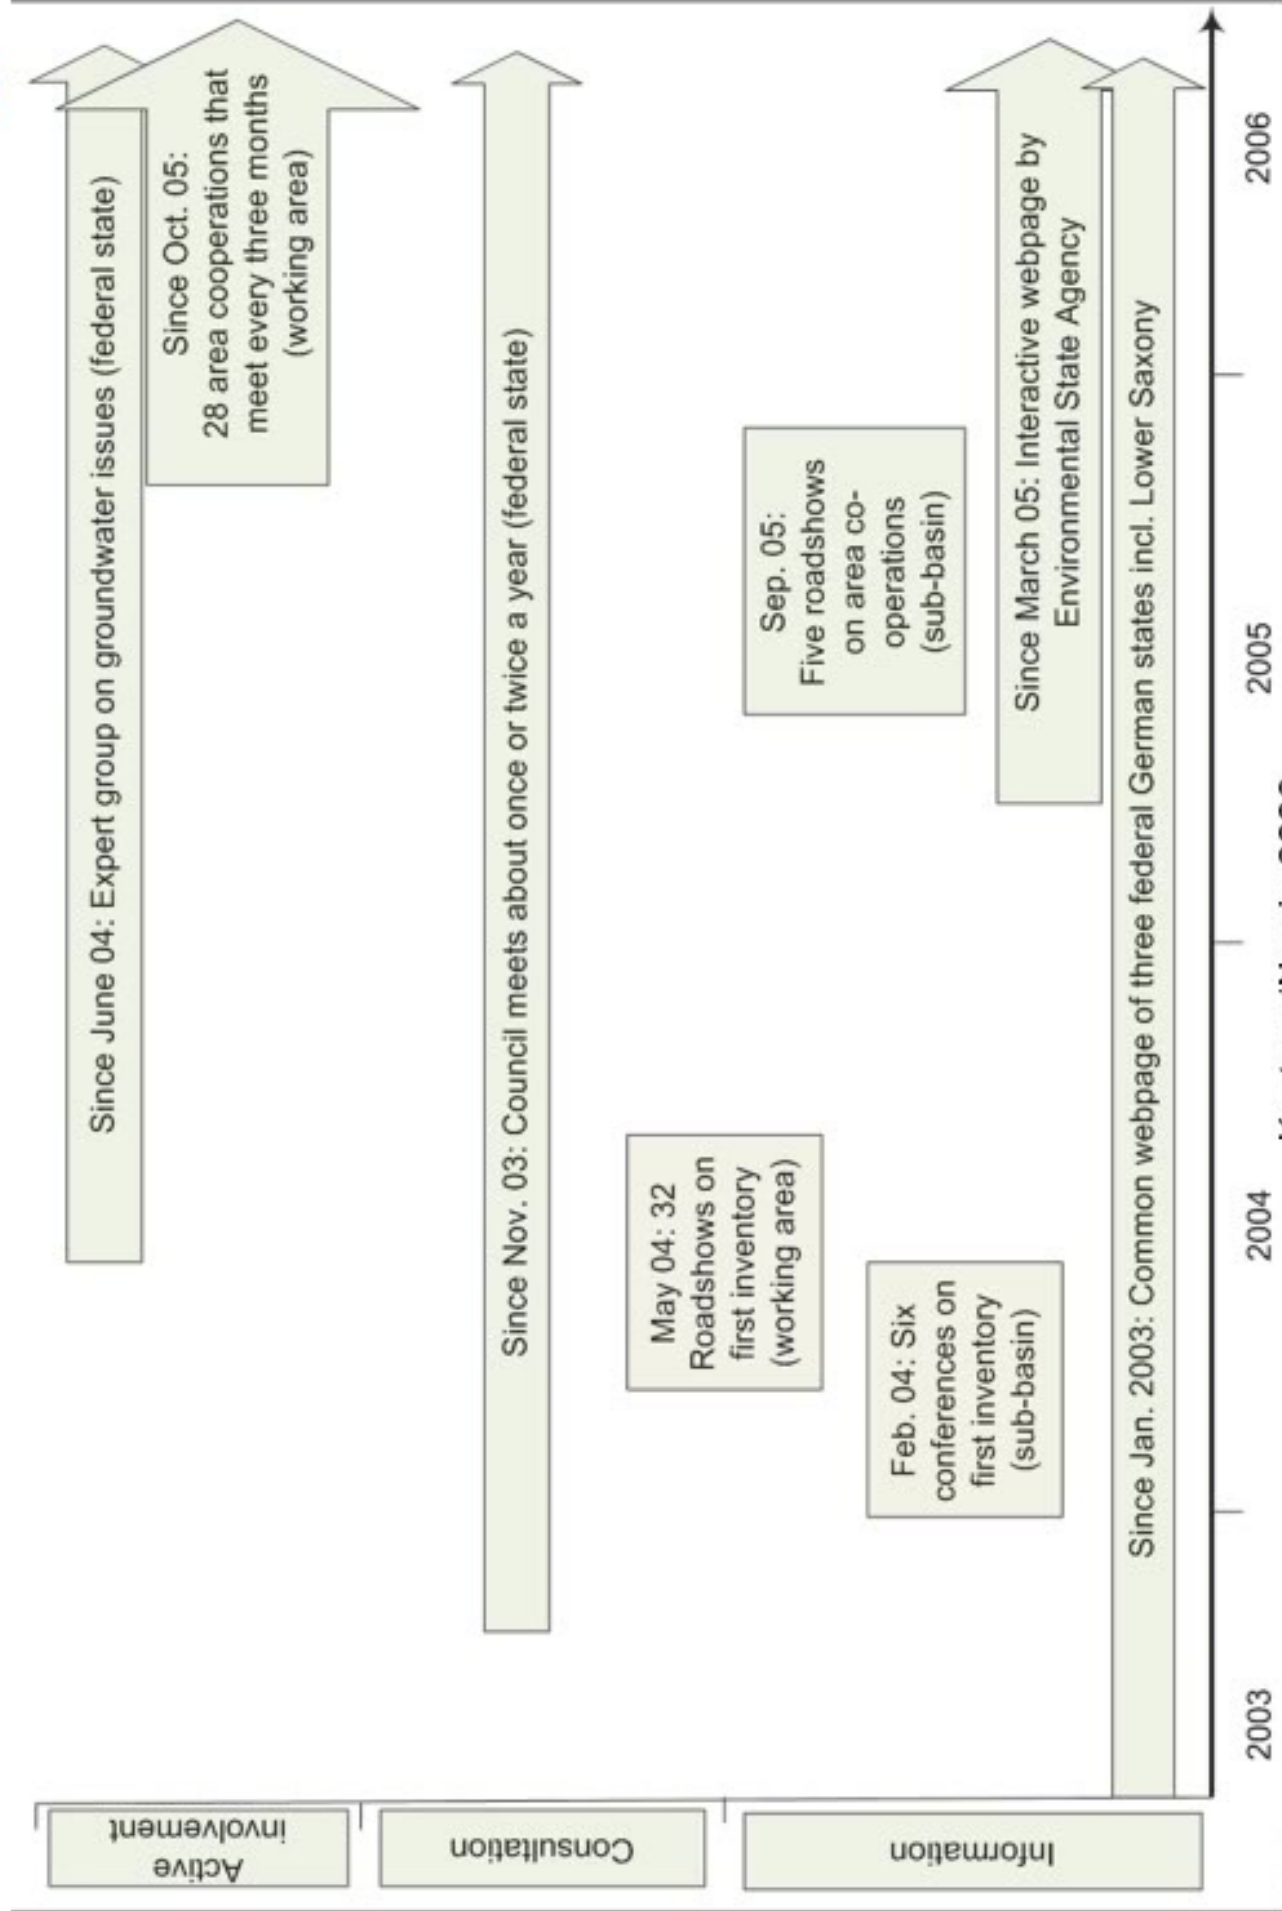 Active
involvement
Consultation
Information
Since June 04: Expert group on groundwater issues (federal state)
Since Oct. 05:
28 area cooperations that
meet every three months
(working area)
Since Nov. 03: Council meets about once or twice a year (federal state)
May 04: 32
Roadshows on
first inventory
(working area)
Sep. 05:
Five roadshows
on area co-
operations
(sub-basin)
Feb. 04: Six
conferences on
first inventory
(sub-basin)
Since March 05: Interactive webpage by
Environmental State Agency
Since Jan. 2003: Common webpage of three federal German states incl. Lower Saxony
2003
2004
2005
2006